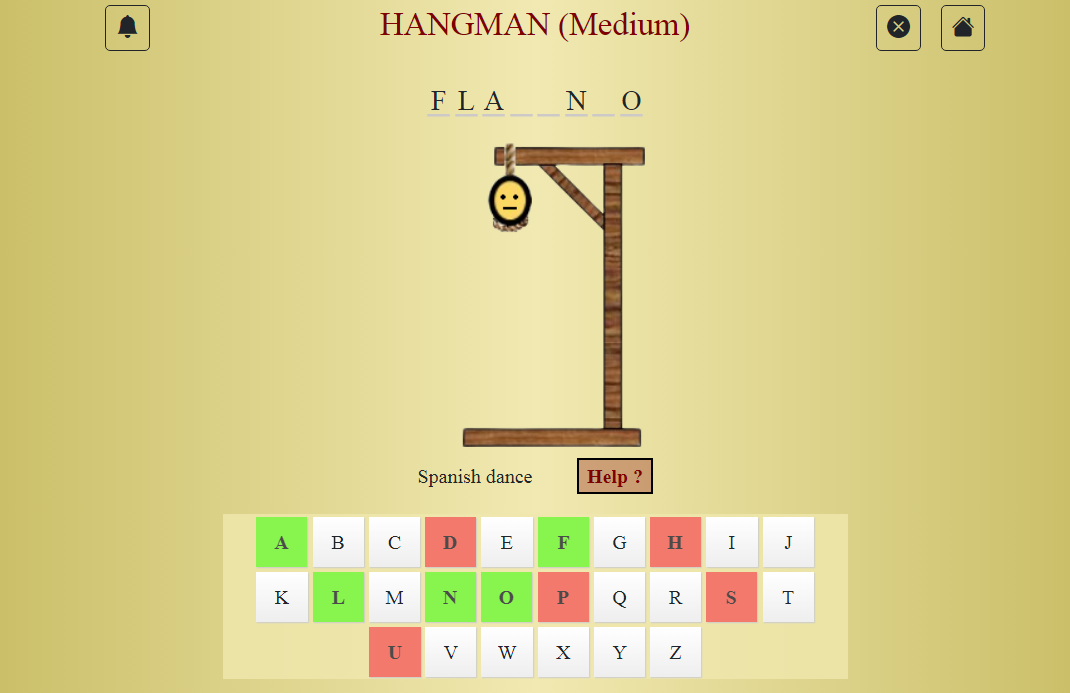 HANGMAN (Medium)
F L A _ _ N _ O
Spanish dance
Help ?
A B C D E F G H I J
K L M N O P Q R S T
U V W X Y Z